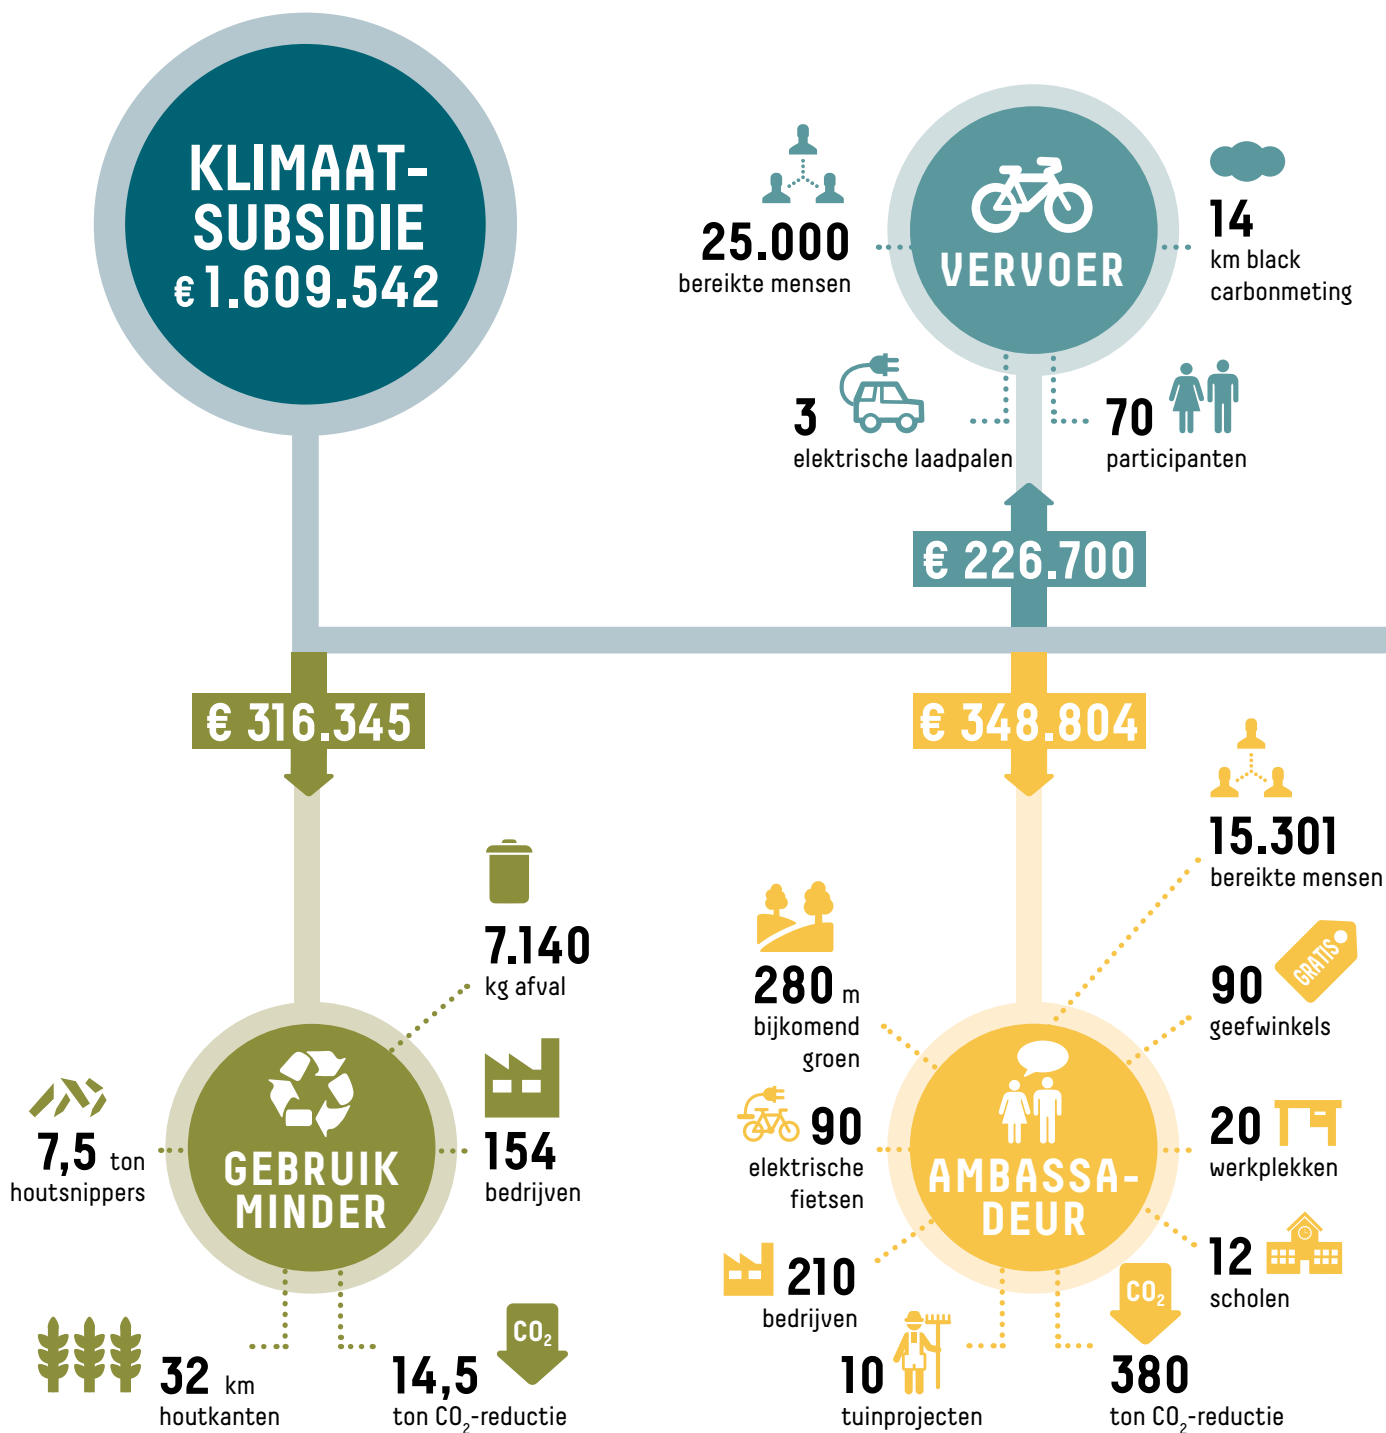 KLIMAAT-
SUBSIDIE
€ 1.609.542
25.000
bereikte mensen
VERVOER
14
km black
carbonmeting
3
elektrische laadpalen
70
participanten
€ 226.700
€ 316.345
€ 348.804
7.140
kg afval
7,5 ton
houtsnippers
GEBRUIK
MINDER
154
bedrijven
32 km
houtkanten
CO₂
14,5
ton CO₂-reductie
15.301
bereikte mensen
280 m
bijkomend
groen
GRATIS
90
geefwinkels
90
elektrische
fietsen
AMBASSA-
DEUR
20
werkplekken
210
bedrijven
12
scholen
10
tuinprojecten
CO₂
380
ton CO₂-reductie